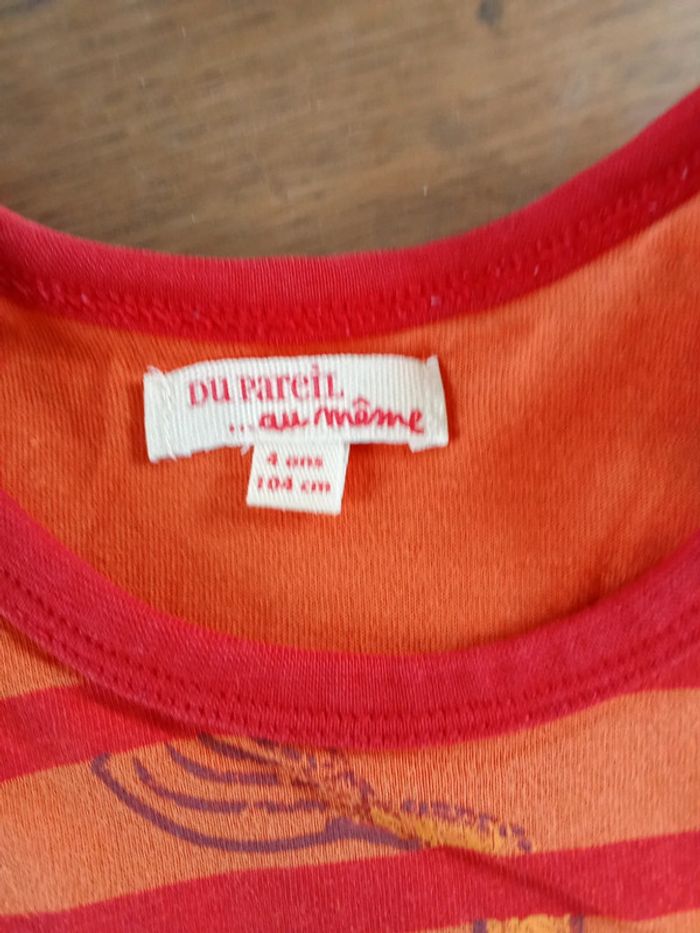 DU PareIL
...au même
4 ans
104 cm